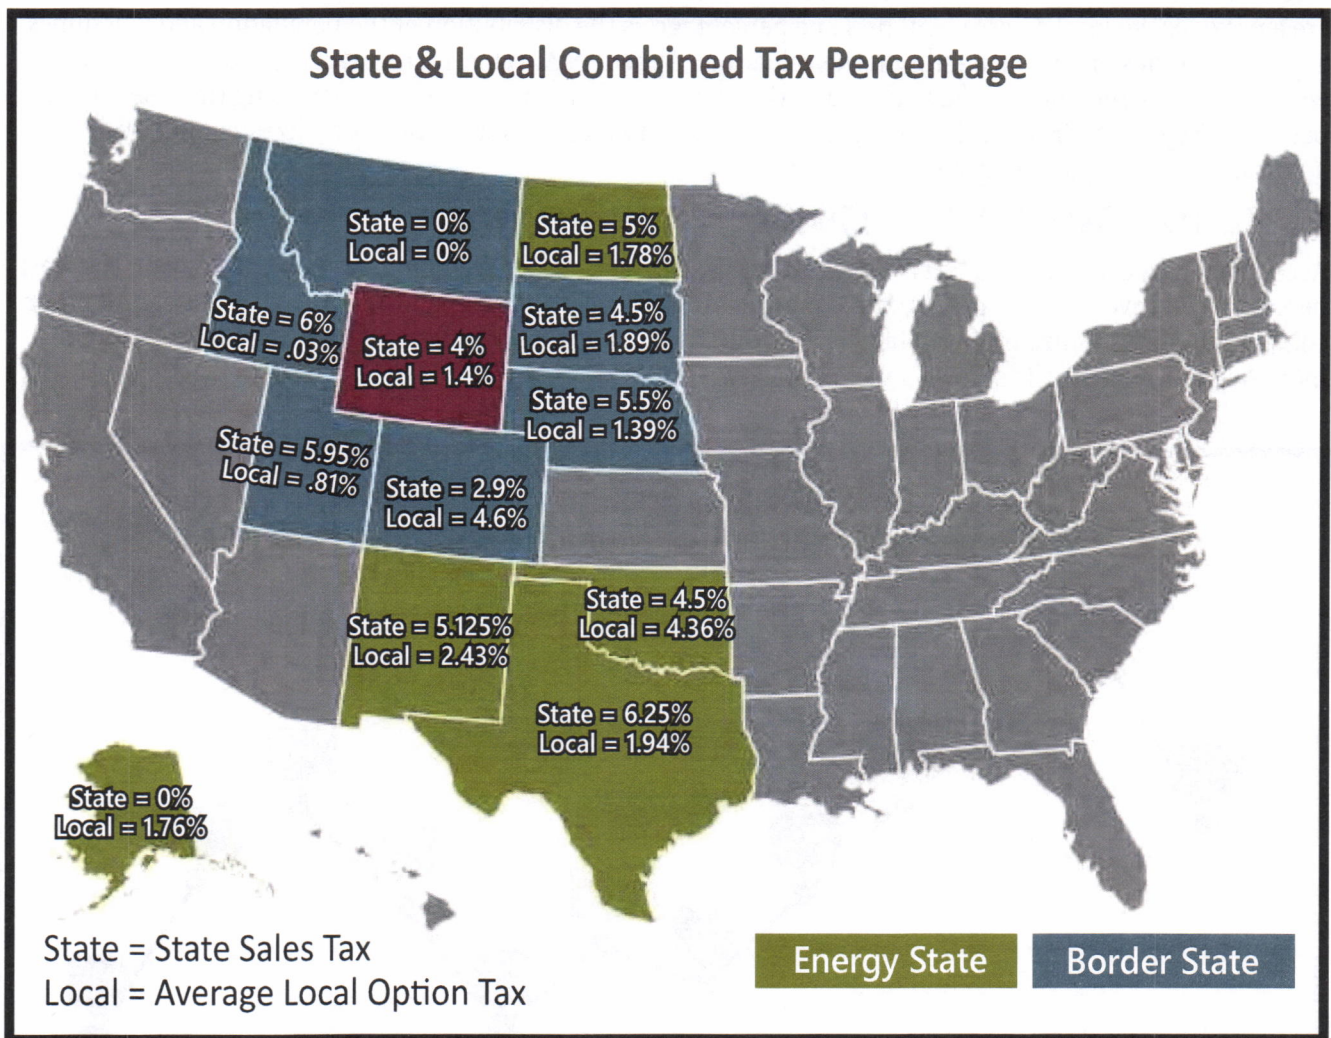 State & Local Combined Tax Percentage
State = 0%
Local = 0%
State = 5%
Local = 1.78%
State = 6%
Local = .03%
State = 4%
Local = 1.4%
State = 4.5%
Local = 1.89%
State = 5.5%
Local = 1.39%
State = 5.95%
Local = .81%
State = 2.9%
Local = 4.6%
State = 5.125%
Local = 2.43%
State = 4.5%
Local = 4.36%
State = 6.25%
Local = 1.94%
State = 0%
Local = 1.76%
State = State Sales Tax
Local = Average Local Option Tax
Energy State
Border State